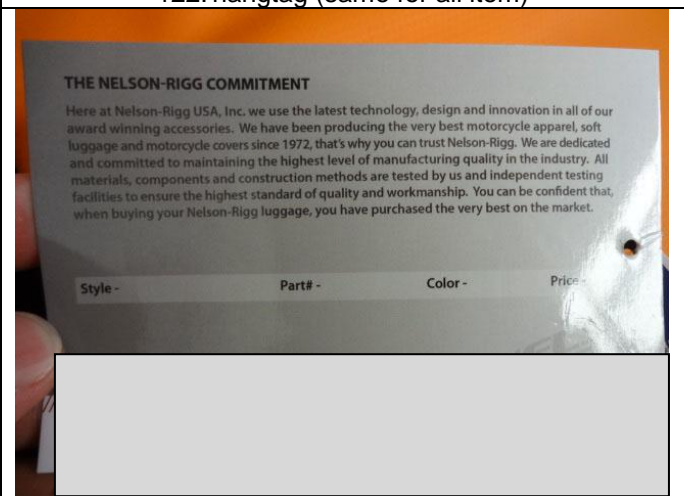 122. hangtag (same for all item)
THE NELSON-RIGG COMMITMENT
Here at Nelson-Rigg USA, Inc. we use the latest technology, design and innovation in all of our
award winning accessories. We have been producing the very best motorcycle apparel, soft
luggage and motorcycle covers since 1972, that's why you can trust Nelson-Rigg. We are dedicated
and committed to maintaining the highest level of manufacturing quality in the industry. All
materials, components and construction methods are tested by us and independent testing
facilities to ensure the highest standard of quality and workmanship. You can be confident that,
when buying your Nelson-Rigg luggage, you have purchased the very best on the market.
Style - Part# - Color - Price -